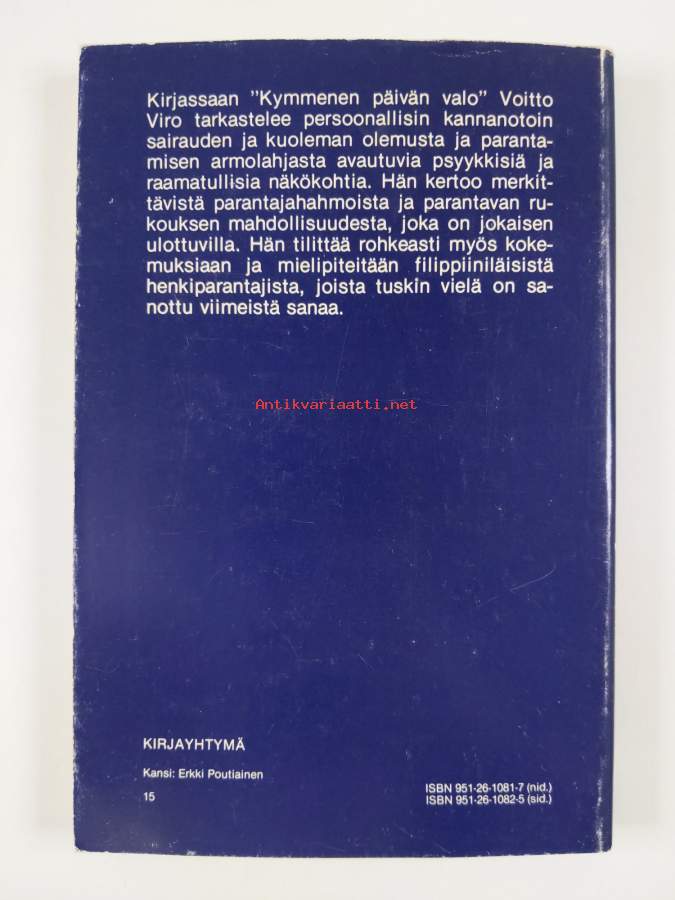 Kirjassaan "Kymmenen päivän valo" Voitto
Viro tarkastelee persoonallisin kannanotoin
sairauden ja kuoleman olemusta ja paranta-
misen armolahjasta avautuvia psyykkisiä ja
raamatullisia näkökohtia. Hän kertoo merkit-
tävistä parantajahahmoista ja parantavan ru-
kouksen mahdollisuudesta, joka on jokaisen
ulottuvilla. Hän tilittää rohkeasti myös koke-
muksiaan ja mielipiteitään filippiiniläisistä
henkiparantajista, joista tuskin vielä on sa-
nottu viimeistä sanaa.
Antikvariaatti.net
KIRJAYHTYMÄ
Kansi: Erkki Poutiainen
15
ISBN 951-26-1081-7 (nid.)
ISBN 951-26-1082-5 (sid.)